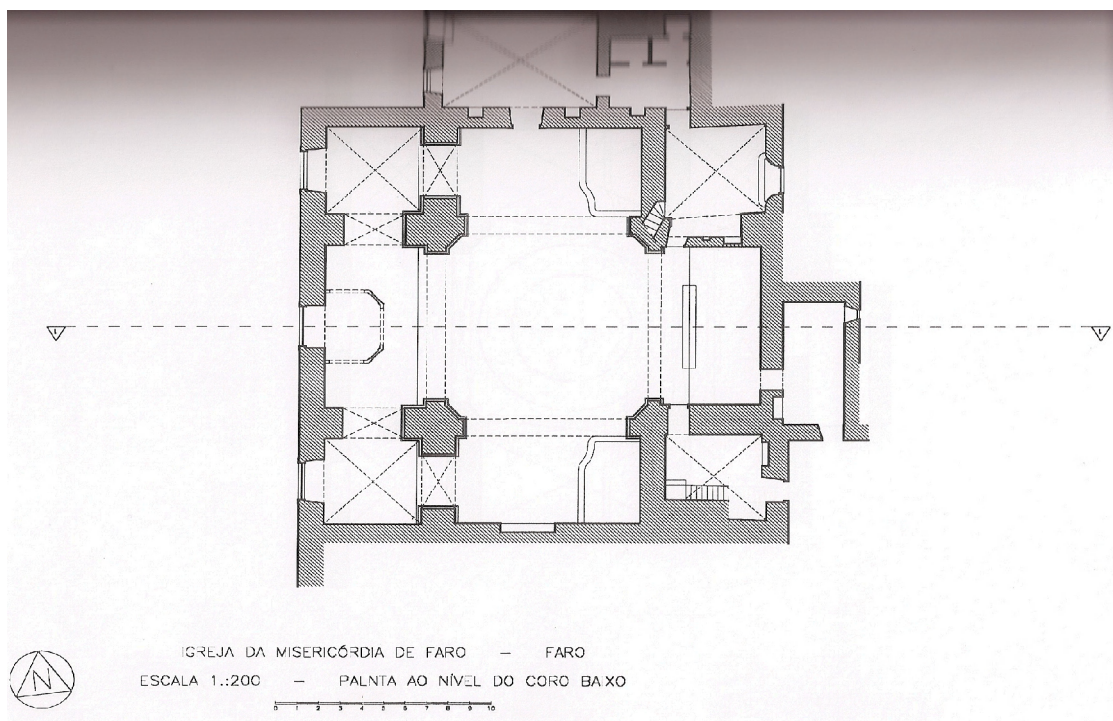 IGREJA DA MISERICÓRDIA DE FARO – FARO
ESCALA 1.:200 – PALNTA AO NÍVEL DO CORO BAIXO
0 1 2 3 4 5 6 7 8 9 10
N